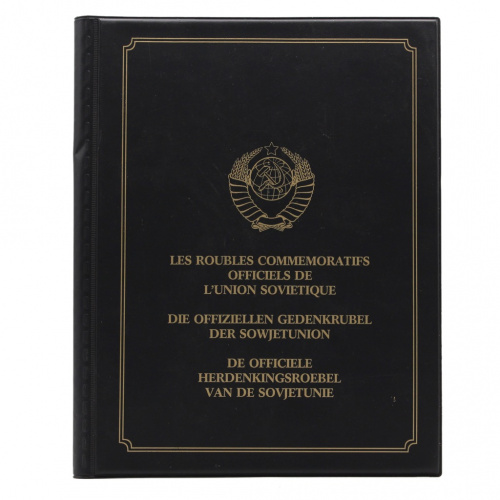 LES ROUBLES COMMEMORATIFS
OFFICIELS DE
L'UNION SOVIETIQUE
DIE OFFIZIELLEN GEDENKRUBEL
DER SOWJETUNION
DE OFFICIELE
HERDENKINGSROEBEL
VAN DE SOVJETUNIE